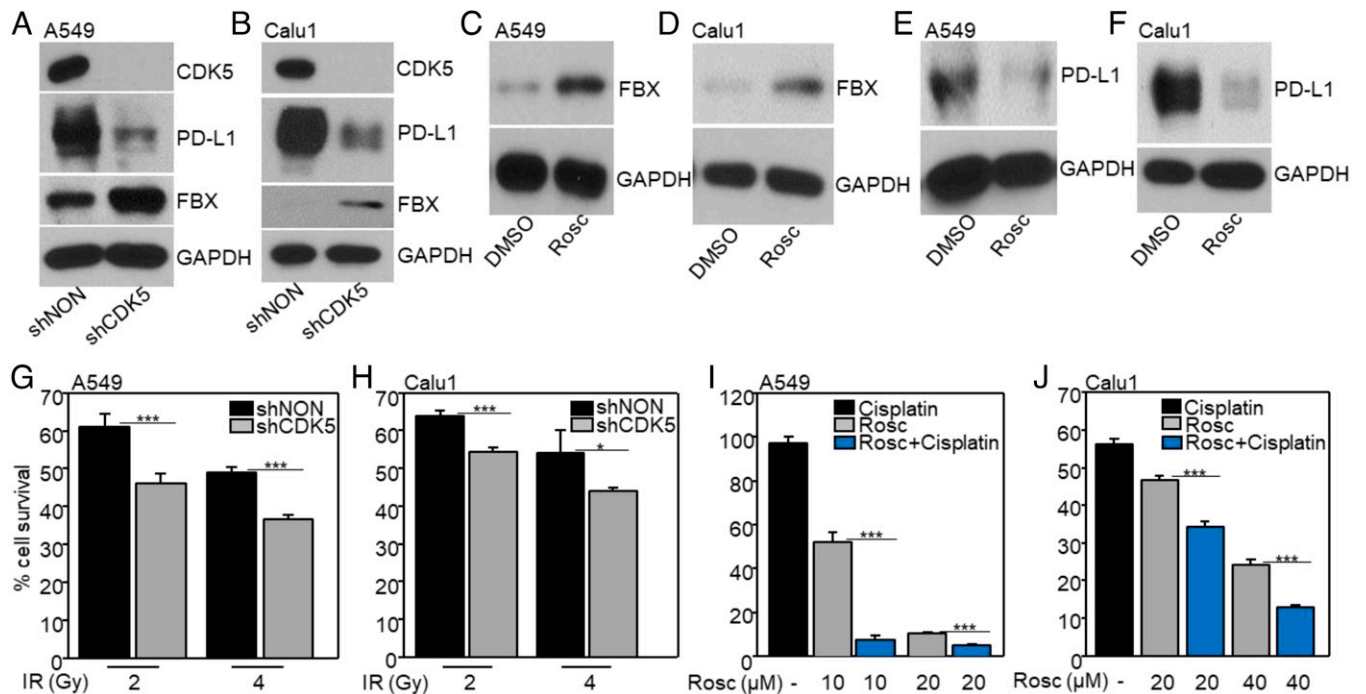 A
A549
CDK5
PD-L1
FBX
GAPDH
shNON
shCDK5
B
Calu1
CDK5
PD-L1
FBX
GAPDH
shNON
shCDK5
C
A549
FBX
GAPDH
DMSO
Rosc
D
Calu1
FBX
GAPDH
DMSO
Rosc
E
A549
PD-L1
GAPDH
DMSO
Rosc
F
Calu1
PD-L1
GAPDH
DMSO
Rosc
G
A549
% cell survival
70
60
50
40
30
20
10
0
shNON
shCDK5
***
***
IR (Gy) 2 4
H
Calu1
70
60
50
40
30
20
10
0
shNON
shCDK5
***
*
IR (Gy) 2 4
I
A549
120
100
80
60
40
20
0
Cisplatin
Rosc
Rosc+Cisplatin
***
***
Rosc (µM) - 10 10 20 20
J
Calu1
70
60
50
40
30
20
10
0
Cisplatin
Rosc
Rosc+Cisplatin
***
***
Rosc (µM) - 20 20 40 40